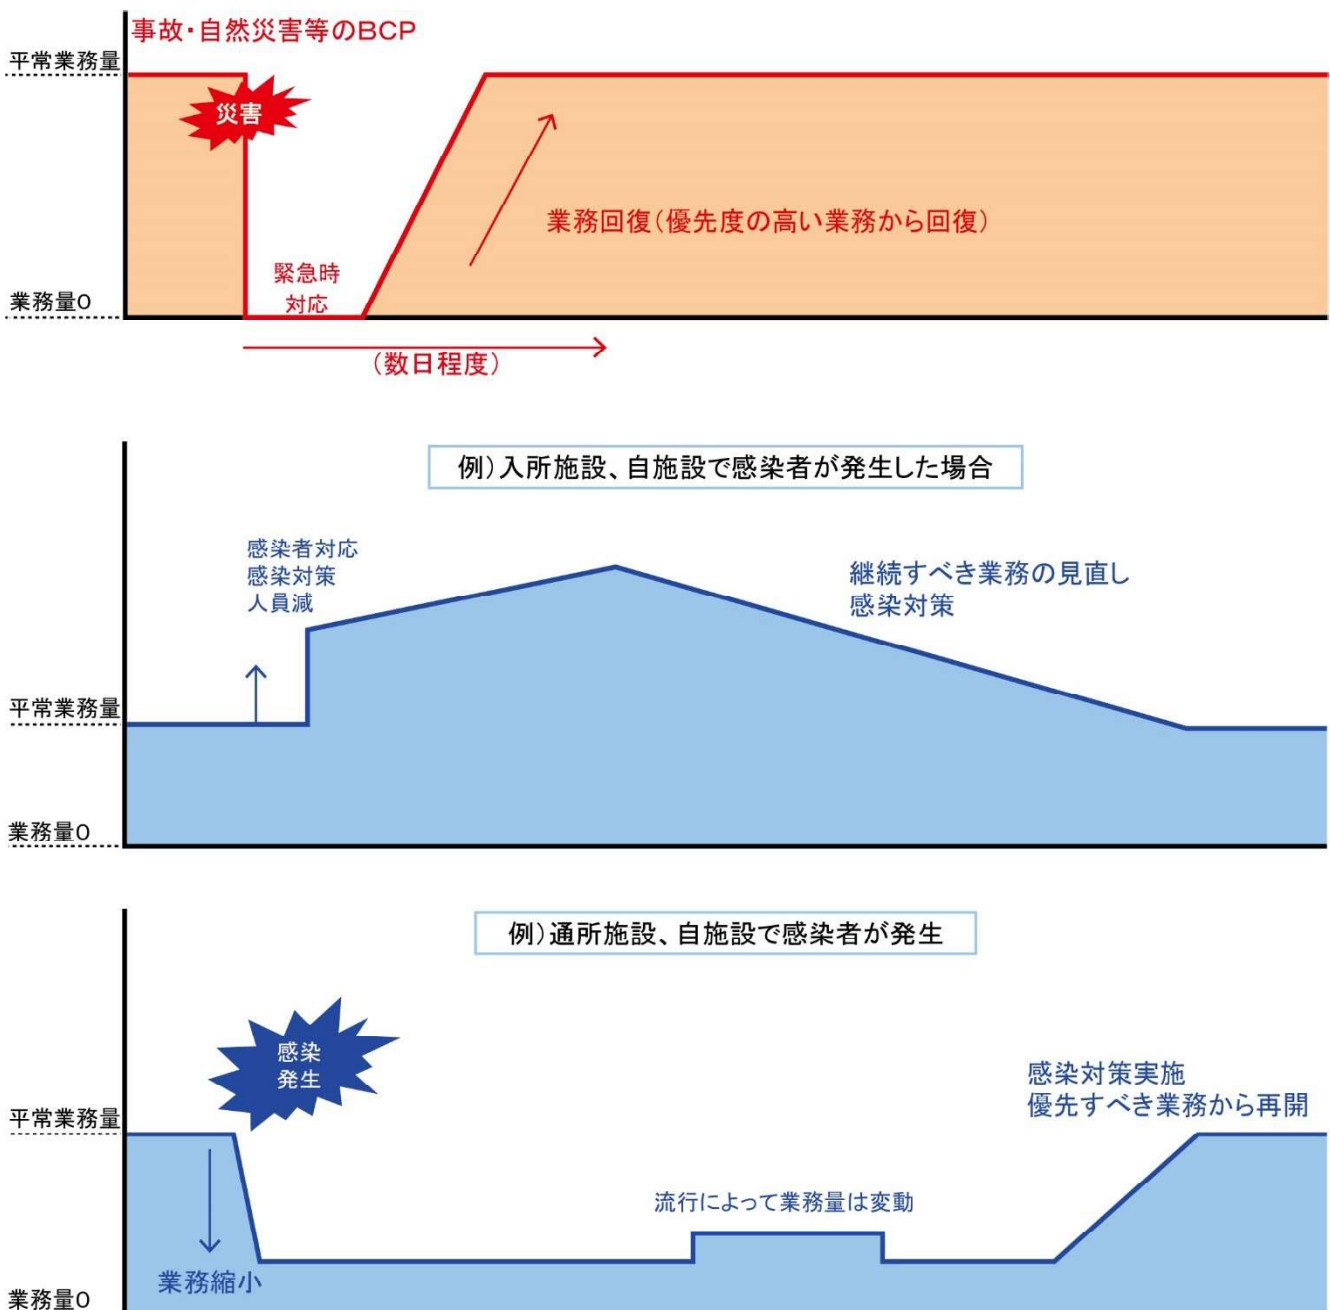 事故・自然災害等のBCP
平常業務量
災害
業務回復(優先度の高い業務から回復)
緊急時
対応
業務量0
(数日程度)
例)入所施設、自施設で感染者が発生した場合
感染者対応
感染対策
人員減
継続すべき業務の見直し
感染対策
平常業務量
業務量0
例)通所施設、自施設で感染者が発生
感染
発生
感染対策実施
優先すべき業務から再開
平常業務量
流行によって業務量は変動
業務縮小
業務量0